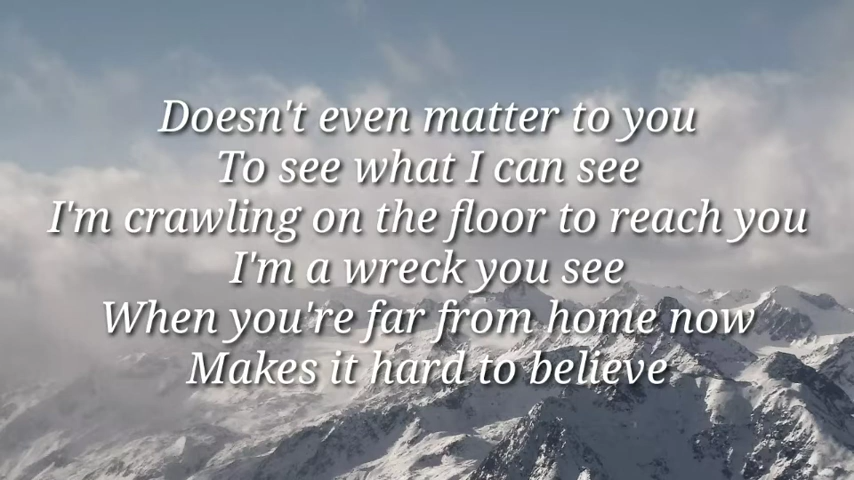 Doesn't even matter to you
To see what I can see
I'm crawling on the floor to reach you
I'm a wreck you see
When you're far from home now
Makes it hard to believe